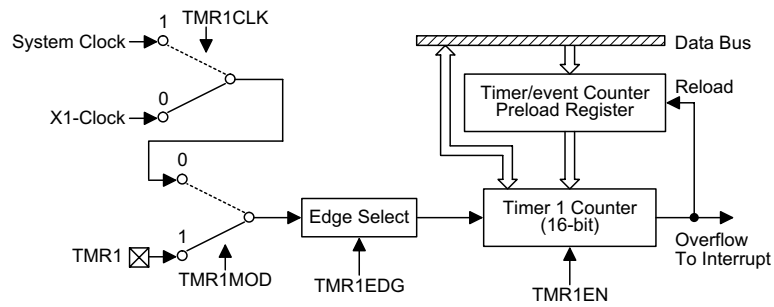 TMR1CLK
1
System Clock
Data Bus
Timer/event Counter
Preload Register
Reload
0
X1-Clock
0
Edge Select
Timer 1 Counter
(16-bit)
1
TMR1
TMR1MOD
TMR1EDG
TMR1EN
Overflow
To Interrupt